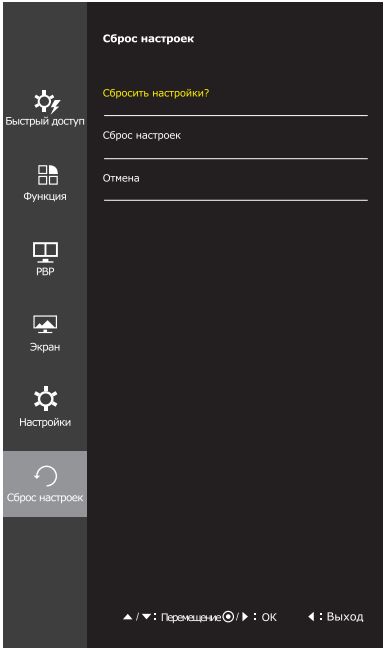 Сброс настроек
Сбросить настройки?
Сброс настроек
Отмена
Быстрый доступ
Функция
PBP
Экран
Настройки
Сброс настроек
▲ / ▼ : Перемещение ⦿ / ▶ : OK ◀ : Выход